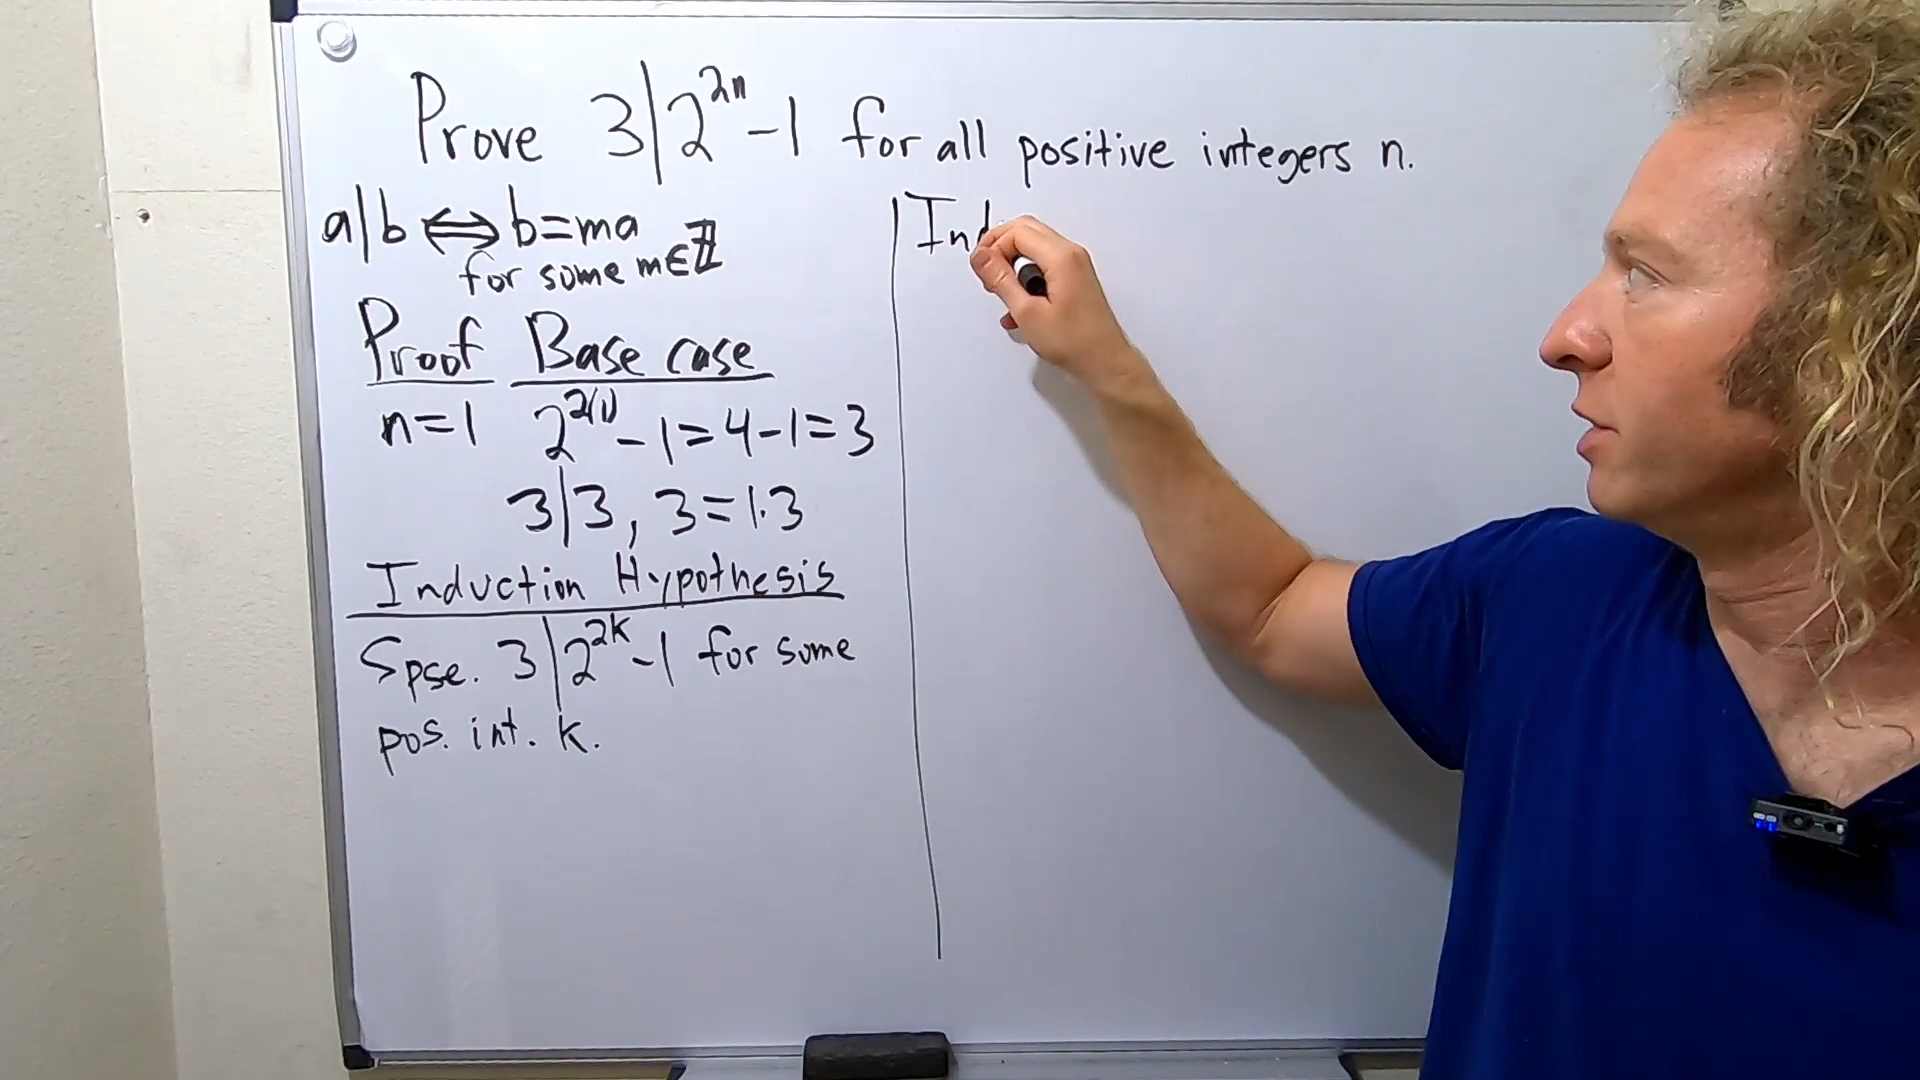 Prove 3|2^{2n}-1 for all positive integers n.
a|b ⟺ b=ma
for some m∈ℤ
Proof Base case
n=1 2^{2(1)}-1=4-1=3
3|3, 3=1·3
Induction Hypothesis
Spse. 3|2^{2k}-1 for some
pos. int. k.
Ind